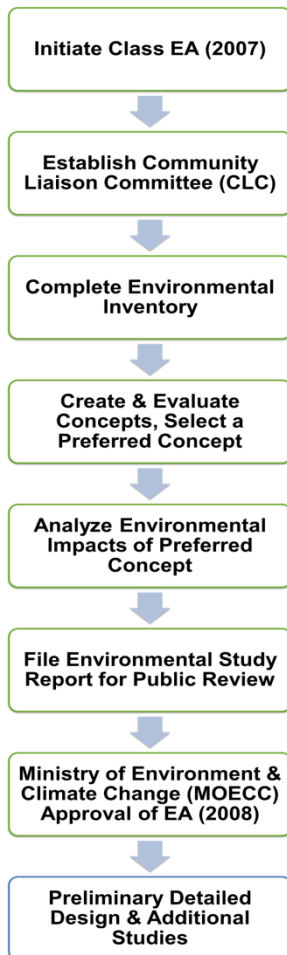 Initiate Class EA (2007)
Establish Community
Liaison Committee (CLC)
Complete Environmental
Inventory
Create & Evaluate
Concepts, Select a
Preferred Concept
Analyze Environmental
Impacts of Preferred
Concept
File Environmental Study
Report for Public Review
Ministry of Environment &
Climate Change (MOECC)
Approval of EA (2008)
Preliminary Detailed
Design & Additional
Studies